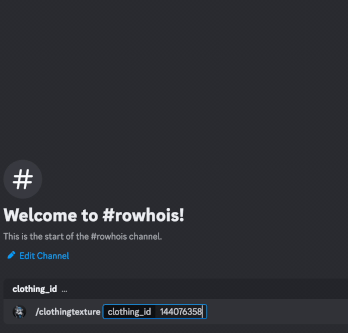 #
Welcome to #rowhois!
This is the start of the #rowhois channel.
Edit Channel
clothing_id ...
/clothingtexture clothing_id 144076358